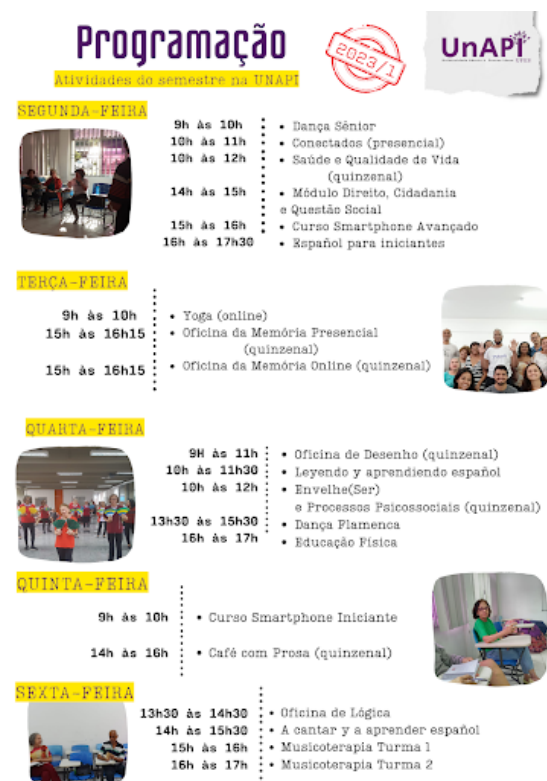 Programação
2023/1
UnAPI
Atividades do semestre na UNAPI
SEGUNDA-FEIRA
9h às 10h • Dança Sênior
10h às 11h • Conectados (presencial)
10h às 12h • Saúde e Qualidade de Vida
(quinzenal)
14h às 15h • Módulo Direito, Cidadania
e Questão Social
15h às 16h • Curso Smartphone Avançado
16h às 17h30 • Español para iniciantes
TERÇA-FEIRA
9h às 10h • Yoga (online)
15h às 16h15 • Oficina da Memória Presencial
(quinzenal)
15h às 16h15 • Oficina da Memória Online (quinzenal)
QUARTA-FEIRA
9H às 11h • Oficina de Desenho (quinzenal)
10h às 11h30 • Leyendo y aprendiendo español
10h às 12h • Envelhe(Ser)
e Processos Psicossociais (quinzenal)
13h30 às 15h30 • Dança Flamenca
16h às 17h • Educação Física
QUINTA-FEIRA
9h às 10h • Curso Smartphone Iniciante
14h às 16h • Café com Prosa (quinzenal)
SEXTA-FEIRA
13h30 às 14h30 • Oficina de Lógica
14h às 15h30 • A cantar y a aprender español
15h às 16h • Musicoterapia Turma 1
16h às 17h • Musicoterapia Turma 2